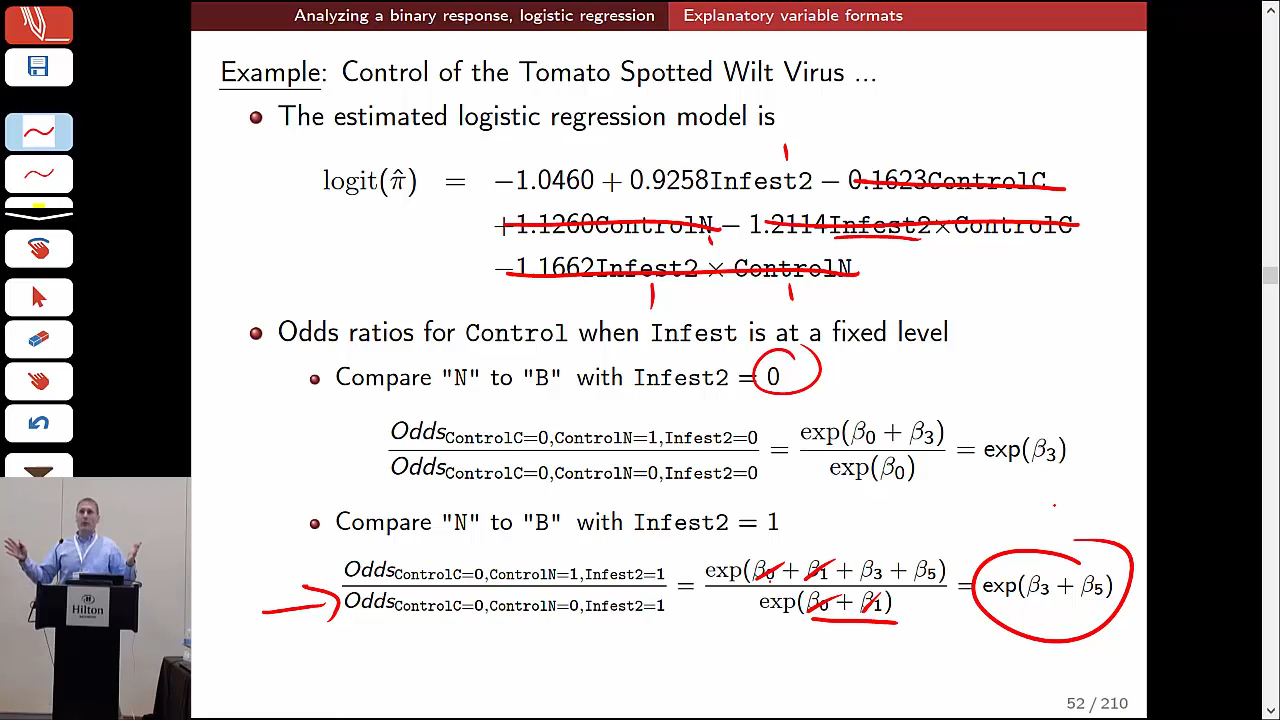 Analyzing a binary response, logistic regression Explanatory variable formats
Example: Control of the Tomato Spotted Wilt Virus ...
The estimated logistic regression model is
logit(π̂) = −1.0460 + 0.9258Infest2 − 0.1623ControlC
+1.1260ControlN − 1.2114Infest2×ControlC
−1.1662Infest2 × ControlN
Odds ratios for Control when Infest is at a fixed level
Compare "N" to "B" with Infest2 = 0
Odds_ControlC=0,ControlN=1,Infest2=0 / Odds_ControlC=0,ControlN=0,Infest2=0 = exp(β₀ + β₃) / exp(β₀) = exp(β₃)
Compare "N" to "B" with Infest2 = 1
Odds_ControlC=0,ControlN=1,Infest2=1 / Odds_ControlC=0,ControlN=0,Infest2=1 = exp(β₀ + β₁ + β₃ + β₅) / exp(β₀ + β₁) = exp(β₃ + β₅)
Hilton
52 / 210